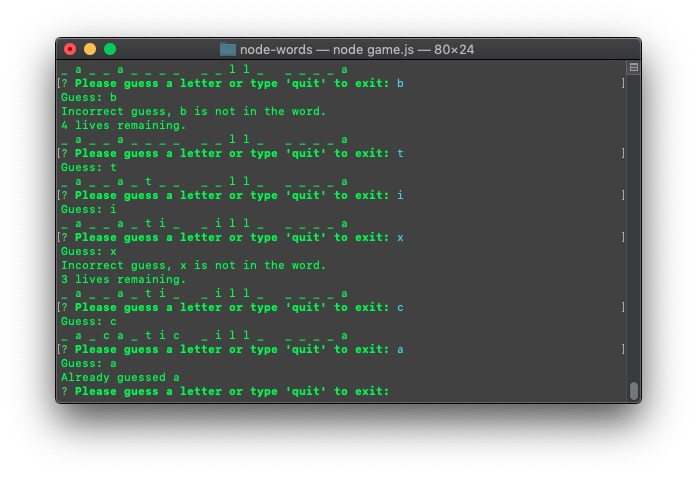 node-words — node game.js — 80×24
_ a _ _ a _ _ _ _   _ _ l l _   _ _ _ _ a
[? Please guess a letter or type 'quit' to exit: b ]
Guess: b
Incorrect guess, b is not in the word.
4 lives remaining.
_ a _ _ a _ _ _ _   _ _ l l _   _ _ _ _ a
[? Please guess a letter or type 'quit' to exit: t ]
Guess: t
_ a _ _ a _ t _ _   _ _ l l _   _ _ _ _ a
[? Please guess a letter or type 'quit' to exit: i ]
Guess: i
_ a _ _ a _ t i _   _ i l l _   _ _ _ _ a
[? Please guess a letter or type 'quit' to exit: x ]
Guess: x
Incorrect guess, x is not in the word.
3 lives remaining.
_ a _ _ a _ t i _   _ i l l _   _ _ _ _ a
[? Please guess a letter or type 'quit' to exit: c ]
Guess: c
_ a _ c a _ t i c   _ i l l _   _ _ _ _ a
[? Please guess a letter or type 'quit' to exit: a ]
Guess: a
Already guessed a
? Please guess a letter or type 'quit' to exit: